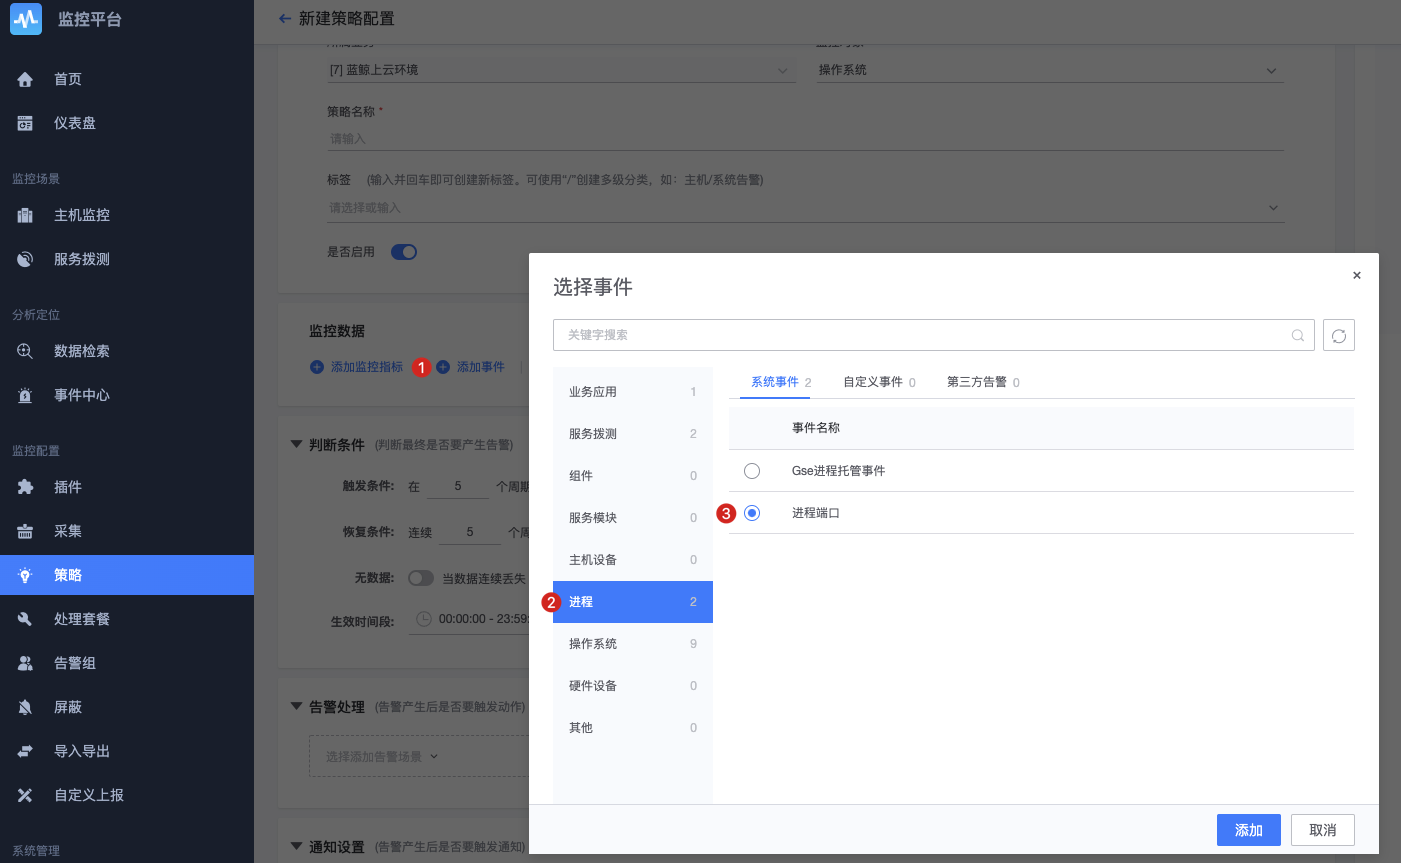 监控平台
首页
仪表盘
监控场景
主机监控
服务拨测
分析定位
数据检索
事件中心
监控配置
插件
采集
策略
处理套餐
告警组
屏蔽
导入导出
自定义上报
系统管理
新建策略配置
[7] 蓝鲸上云环境
操作系统
策略名称 *
请输入
标签 (输入并回车即可创建新标签。可使用“/”创建多级分类，如：主机/系统告警)
请选择或输入
是否启用
监控数据
添加监控指标 1 添加事件
判断条件 (判断最终是否要产生告警)
触发条件: 在 5 个周期
恢复条件: 连续 5 个周
无数据: 当数据连续丢失
生效时间段: 00:00:00 - 23:59:
告警处理 (告警产生后是否要触发动作)
选择添加告警场景
通知设置 (告警产生后是否要触发通知)
选择事件
×
关键字搜索
业务应用 1
服务拨测 2
组件 0
服务模块 0
主机设备 0
2 进程 2
操作系统 9
硬件设备 0
其他 0
系统事件 2 自定义事件 0 第三方告警 0
事件名称
Gse进程托管事件
3 进程端口
添加 取消